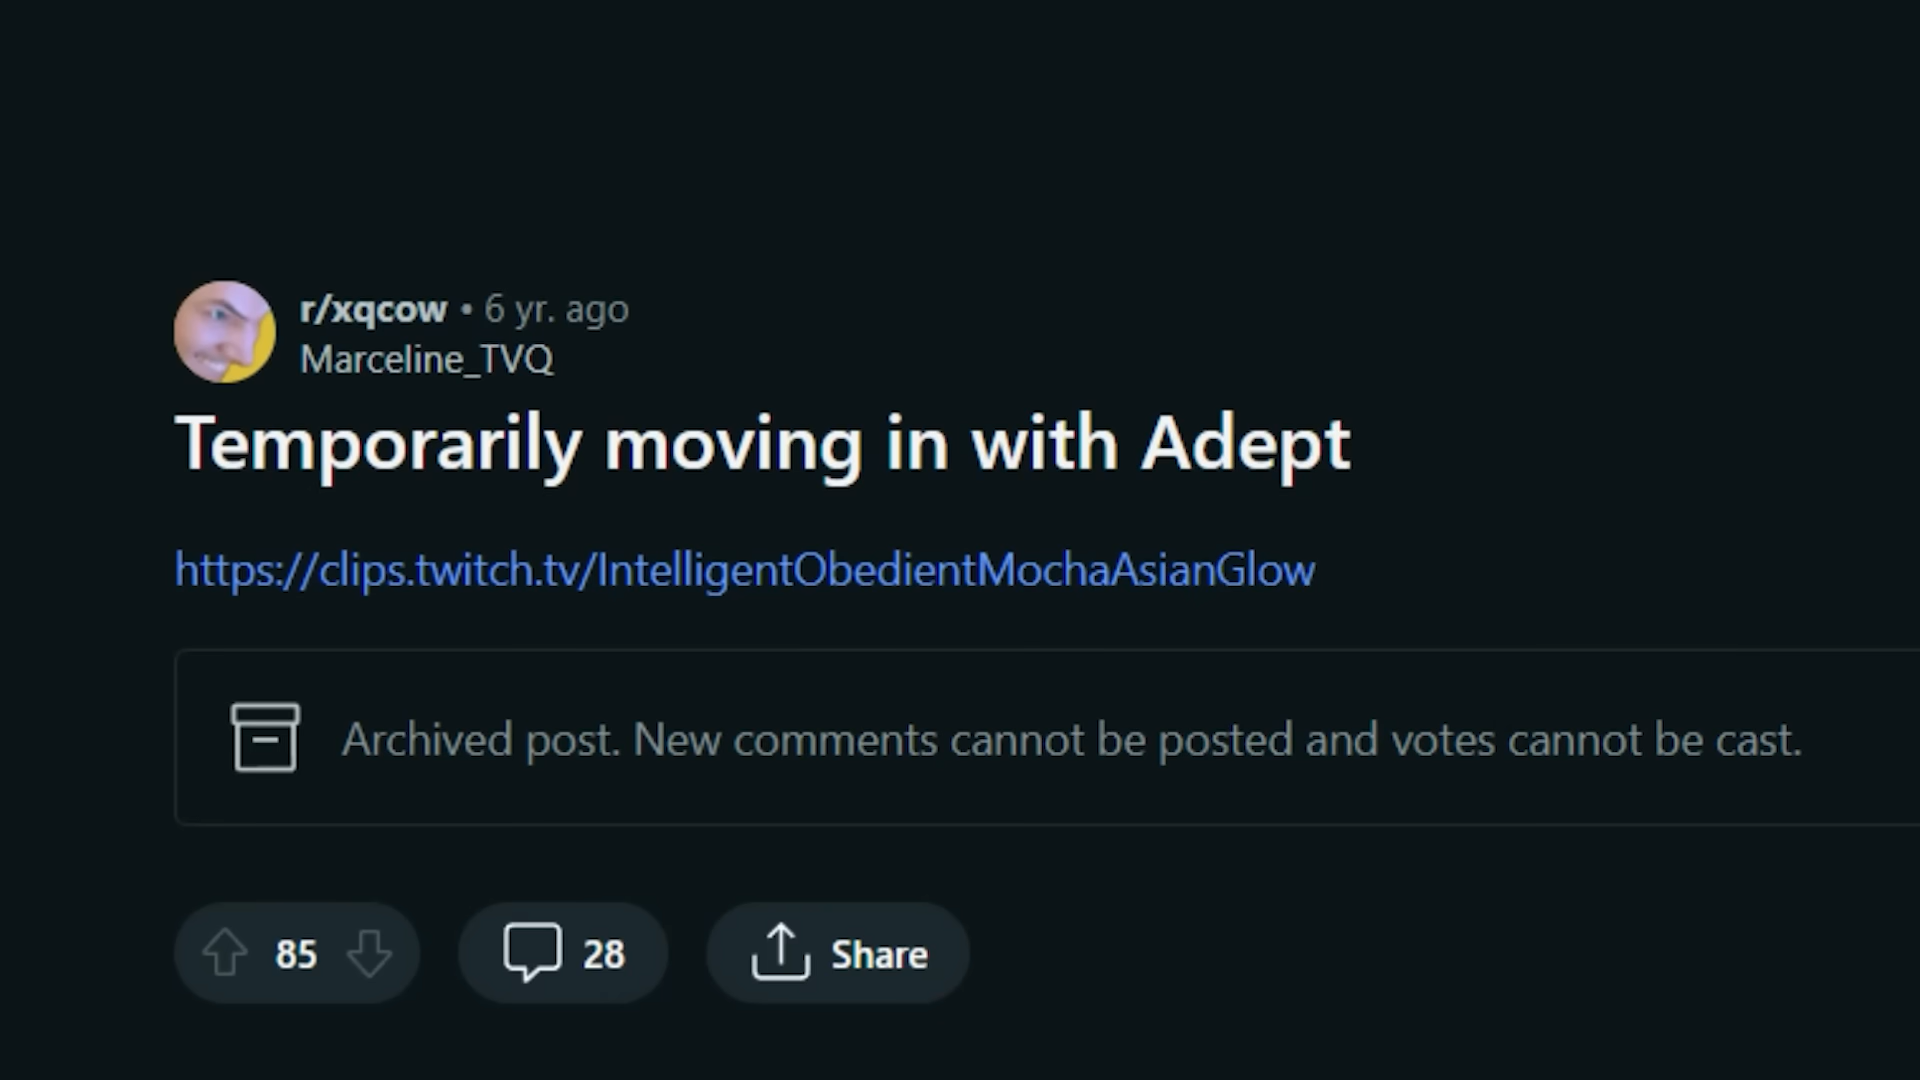 r/xqcow • 6 yr. ago
Marceline_TVQ
Temporarily moving in with Adept
https://clips.twitch.tv/IntelligentObedientMochaAsianGlow
Archived post. New comments cannot be posted and votes cannot be cast.
85 28 Share